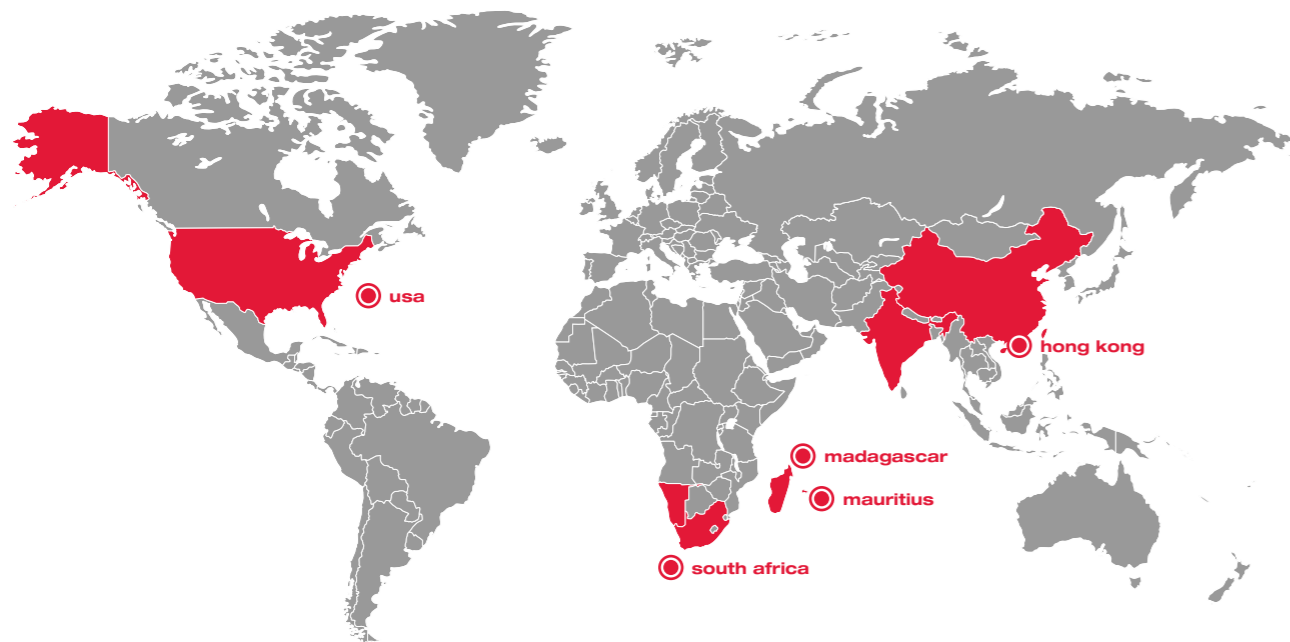 usa
hong kong
madagascar
mauritius
south africa